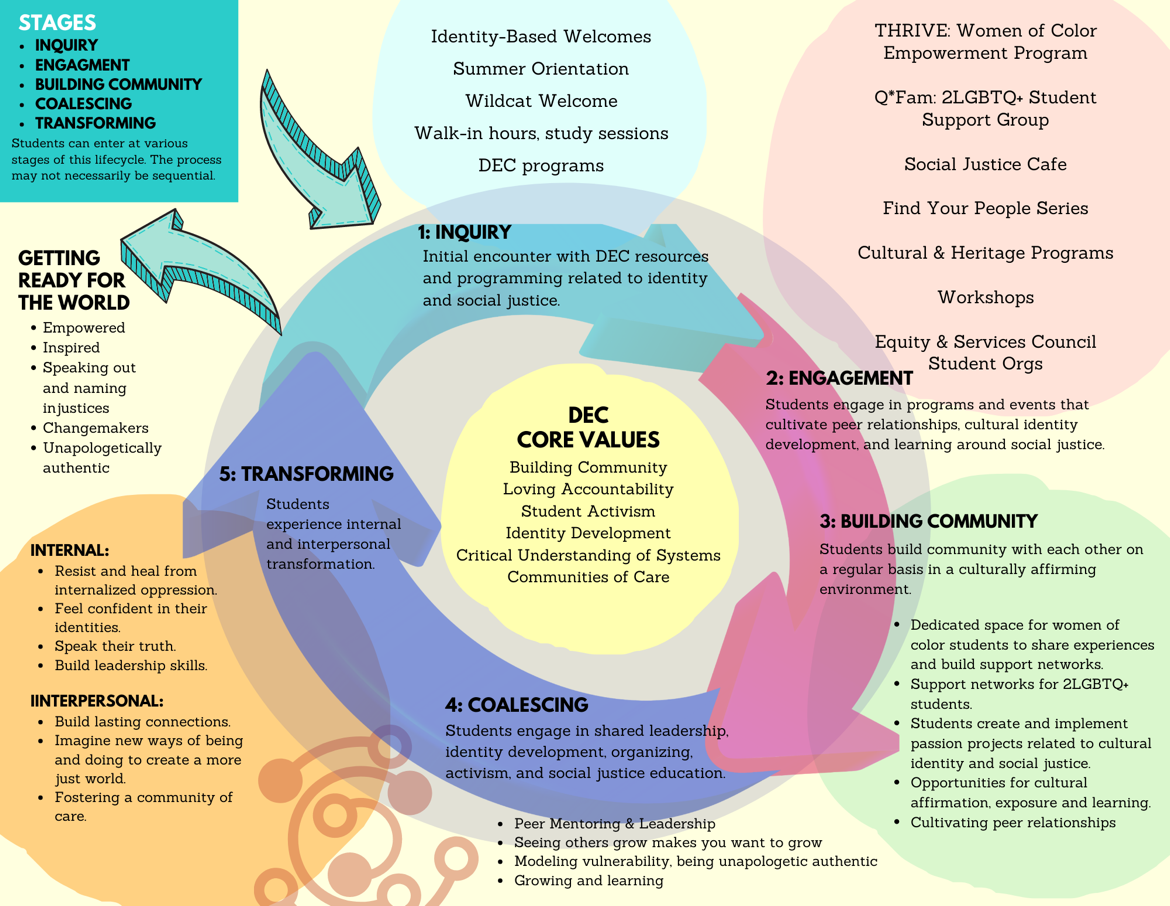 STAGES
• INQUIRY
• ENGAGMENT
• BUILDING COMMUNITY
• COALESCING
• TRANSFORMING
Students can enter at various
stages of this lifecycle. The process
may not necessarily be sequential.
Identity-Based Welcomes
Summer Orientation
Wildcat Welcome
Walk-in hours, study sessions
DEC programs
THRIVE: Women of Color
Empowerment Program
Q*Fam: 2LGBTQ+ Student
Support Group
Social Justice Cafe
Find Your People Series
Cultural & Heritage Programs
Workshops
Equity & Services Council
Student Orgs
1: INQUIRY
Initial encounter with DEC resources
and programming related to identity
and social justice.
2: ENGAGEMENT
Students engage in programs and events that
cultivate peer relationships, cultural identity
development, and learning around social justice.
3: BUILDING COMMUNITY
Students build community with each other on
a regular basis in a culturally affirming
environment.
• Dedicated space for women of
color students to share experiences
and build support networks.
• Support networks for 2LGBTQ+
students.
• Students create and implement
passion projects related to cultural
identity and social justice.
• Opportunities for cultural
affirmation, exposure and learning.
• Cultivating peer relationships
4: COALESCING
Students engage in shared leadership,
identity development, organizing,
activism, and social justice education.
• Peer Mentoring & Leadership
• Seeing others grow makes you want to grow
• Modeling vulnerability, being unapologetic authentic
• Growing and learning
5: TRANSFORMING
Students
experience internal
and interpersonal
transformation.
INTERNAL:
• Resist and heal from
internalized oppression.
• Feel confident in their
identities.
• Speak their truth.
• Build leadership skills.
IINTERPERSONAL:
• Build lasting connections.
• Imagine new ways of being
and doing to create a more
just world.
• Fostering a community of
care.
GETTING
READY FOR
THE WORLD
• Empowered
• Inspired
• Speaking out
and naming
injustices
• Changemakers
• Unapologetically
authentic
DEC
CORE VALUES
Building Community
Loving Accountability
Student Activism
Identity Development
Critical Understanding of Systems
Communities of Care